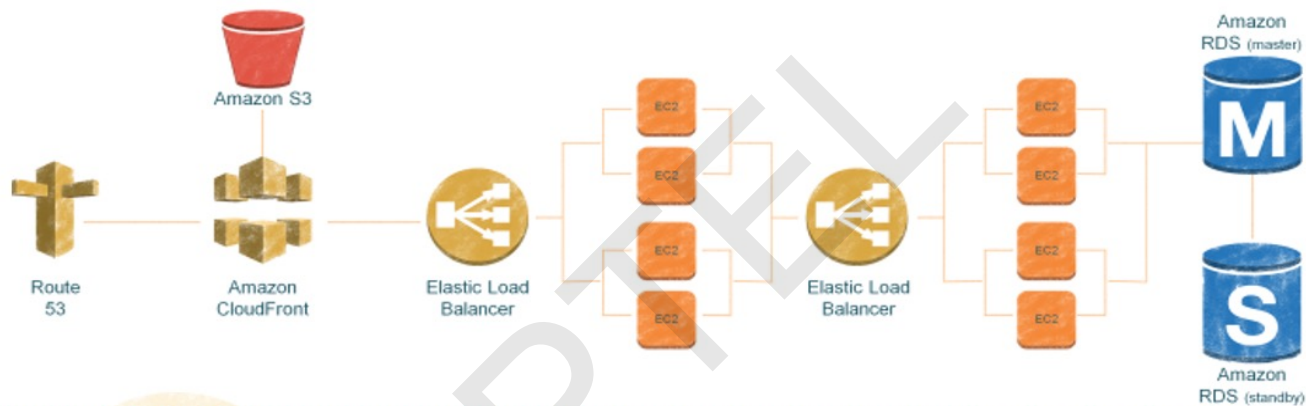 Amazon S3
Route
53
Amazon
CloudFront
Elastic Load
Balancer
EC2
EC2
EC2
EC2
Elastic Load
Balancer
EC2
EC2
EC2
EC2
Amazon
RDS (master)
M
S
Amazon
RDS (standby)
PTEL